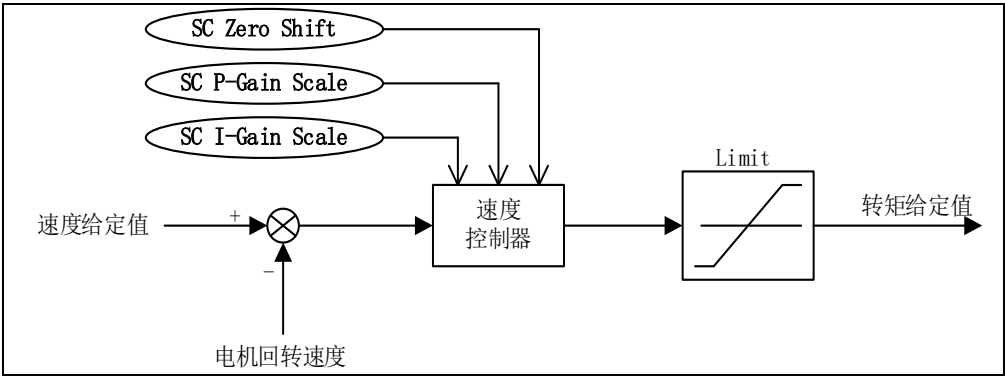 SC Zero Shift
SC P-Gain Scale
SC I-Gain Scale
Limit
速度给定值
+
速度
控制器
转矩给定值
−
电机回转速度